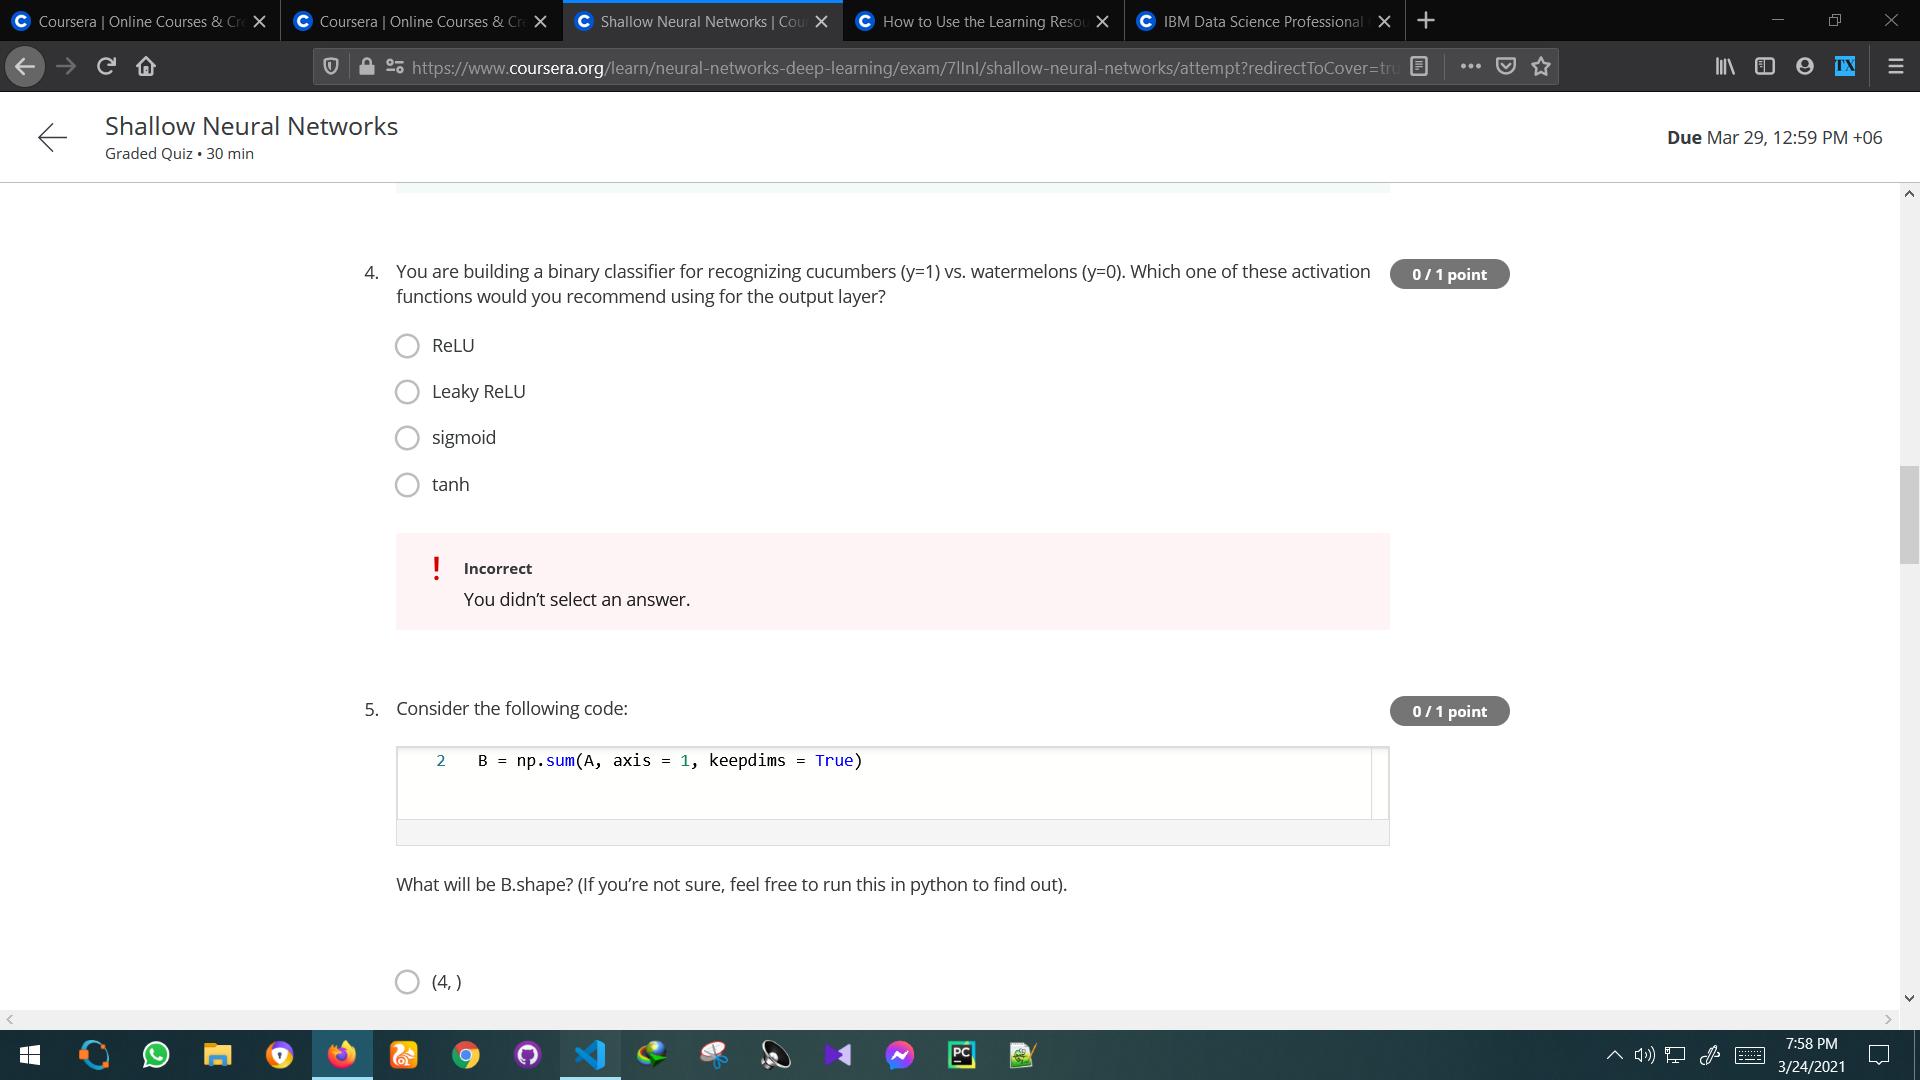 Coursera | Online Courses & Cre
Coursera | Online Courses & Cre
Shallow Neural Networks | Cour
How to Use the Learning Resou
IBM Data Science Professional
https://www.coursera.org/learn/neural-networks-deep-learning/exam/7lInI/shallow-neural-networks/attempt?redirectToCover=tru
Shallow Neural Networks
Graded Quiz • 30 min
Due Mar 29, 12:59 PM +06
4. You are building a binary classifier for recognizing cucumbers (y=1) vs. watermelons (y=0). Which one of these activation
functions would you recommend using for the output layer?
0 / 1 point
ReLU
Leaky ReLU
sigmoid
tanh
! Incorrect
You didn't select an answer.
5. Consider the following code:
0 / 1 point
2 B = np.sum(A, axis = 1, keepdims = True)
What will be B.shape? (If you're not sure, feel free to run this in python to find out).
(4, )
7:58 PM
3/24/2021